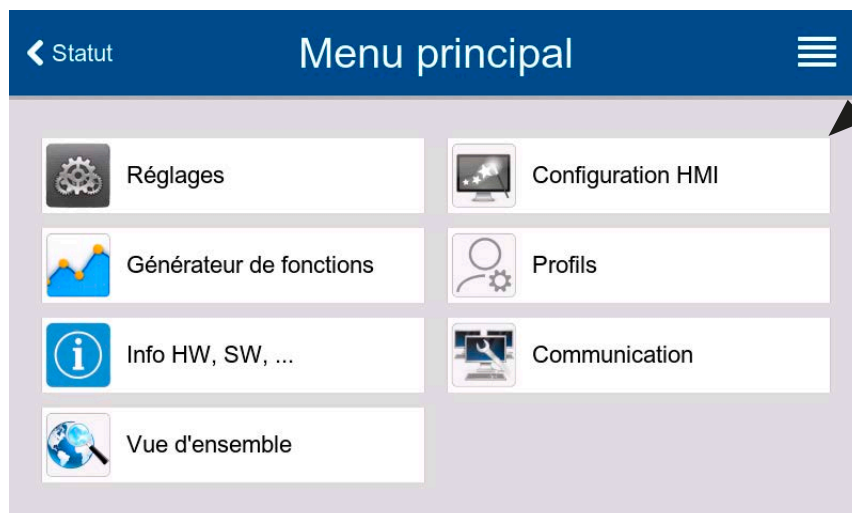 Statut
Menu principal
Réglages
Configuration HMI
Générateur de fonctions
Profils
Info HW, SW, ...
Communication
Vue d'ensemble